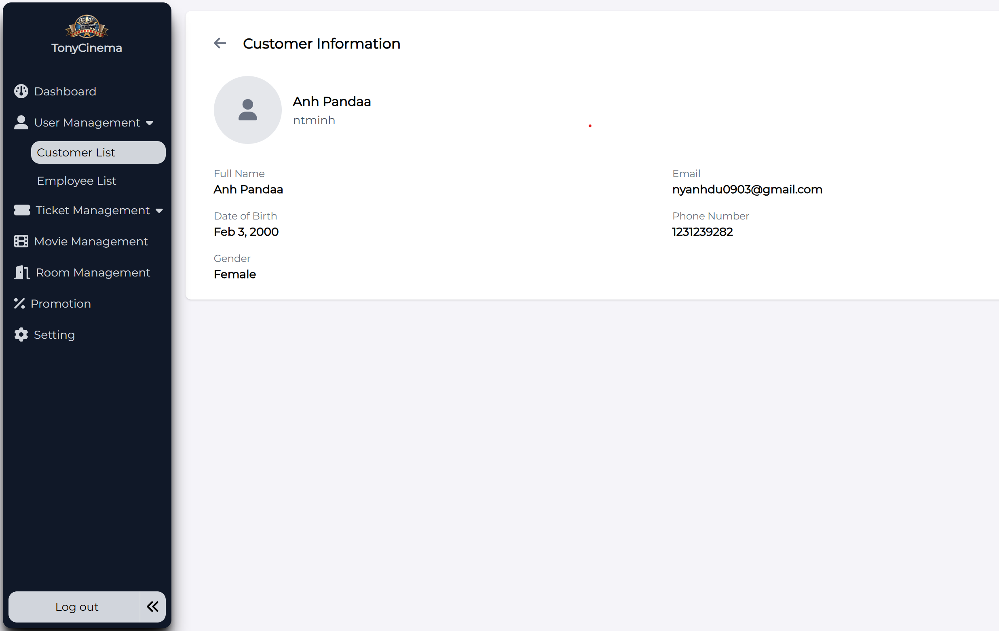 TonyCinema
Dashboard
User Management
Customer List
Employee List
Ticket Management
Movie Management
Room Management
Promotion
Setting
Log out
Customer Information
Anh Pandaa
ntminh
Full Name
Anh Pandaa
Email
nyanhdu0903@gmail.com
Date of Birth
Feb 3, 2000
Phone Number
1231239282
Gender
Female